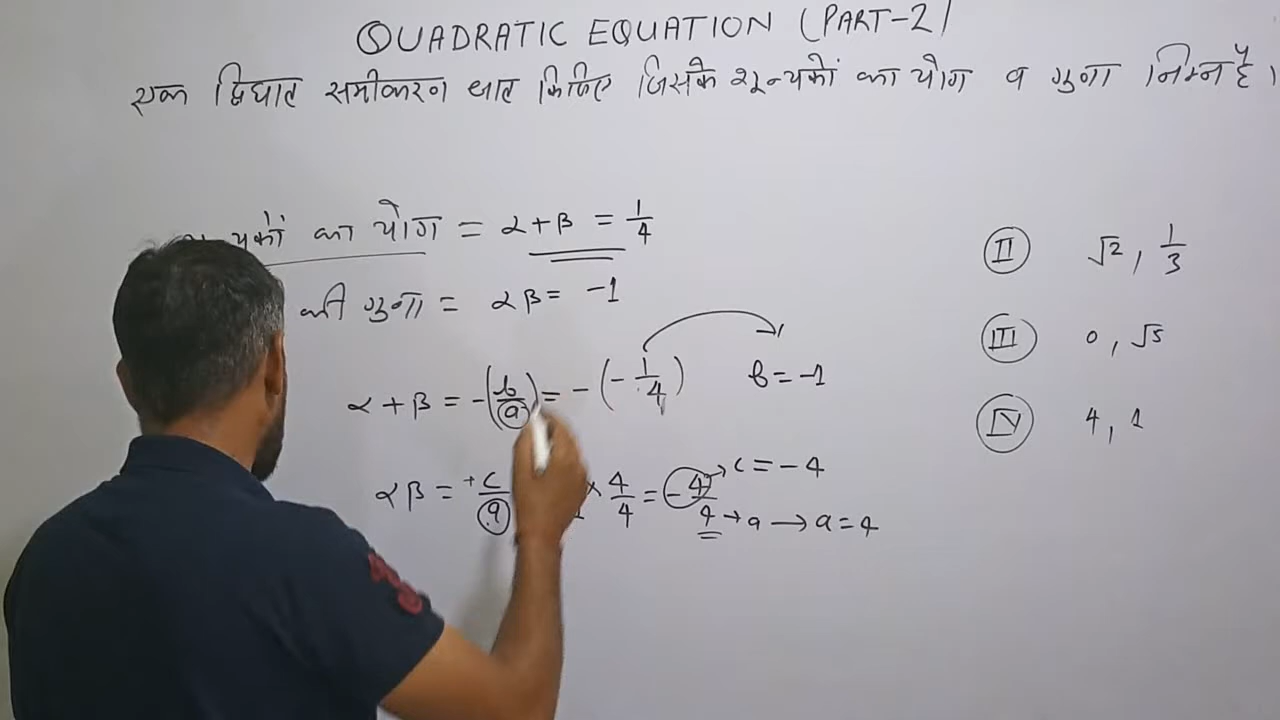 QUADRATIC EQUATION (PART-2)
एक द्विघात समीकरण ज्ञात किजिए जिसके शून्यकों का योग व गुणा निम्न है।
का योग = α + β = 1/4
की गुणा = αβ = -1
α + β = -(b/a) = -(-1/4) b = -1
αβ = +c/a × 4/4 = -4/4 → c = -4
→ a → a = 4
II √2, 1/3
III 0, √5
IV 4, 1